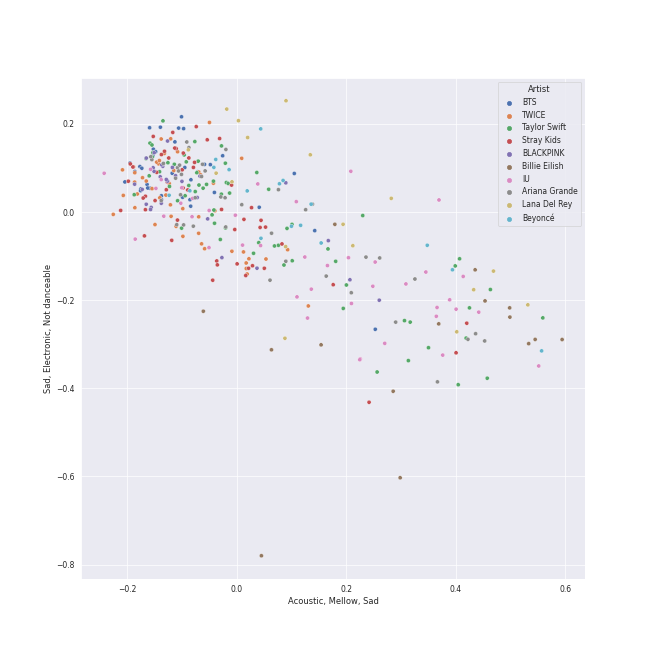 Artist
BTS
TWICE
Taylor Swift
Stray Kids
BLACKPINK
Billie Eilish
IU
Ariana Grande
Lana Del Rey
Beyoncé
0.2
0.0
−0.2
−0.4
−0.6
−0.8
Sad, Electronic, Not danceable
−0.2
0.0
0.2
0.4
0.6
Acoustic, Mellow, Sad